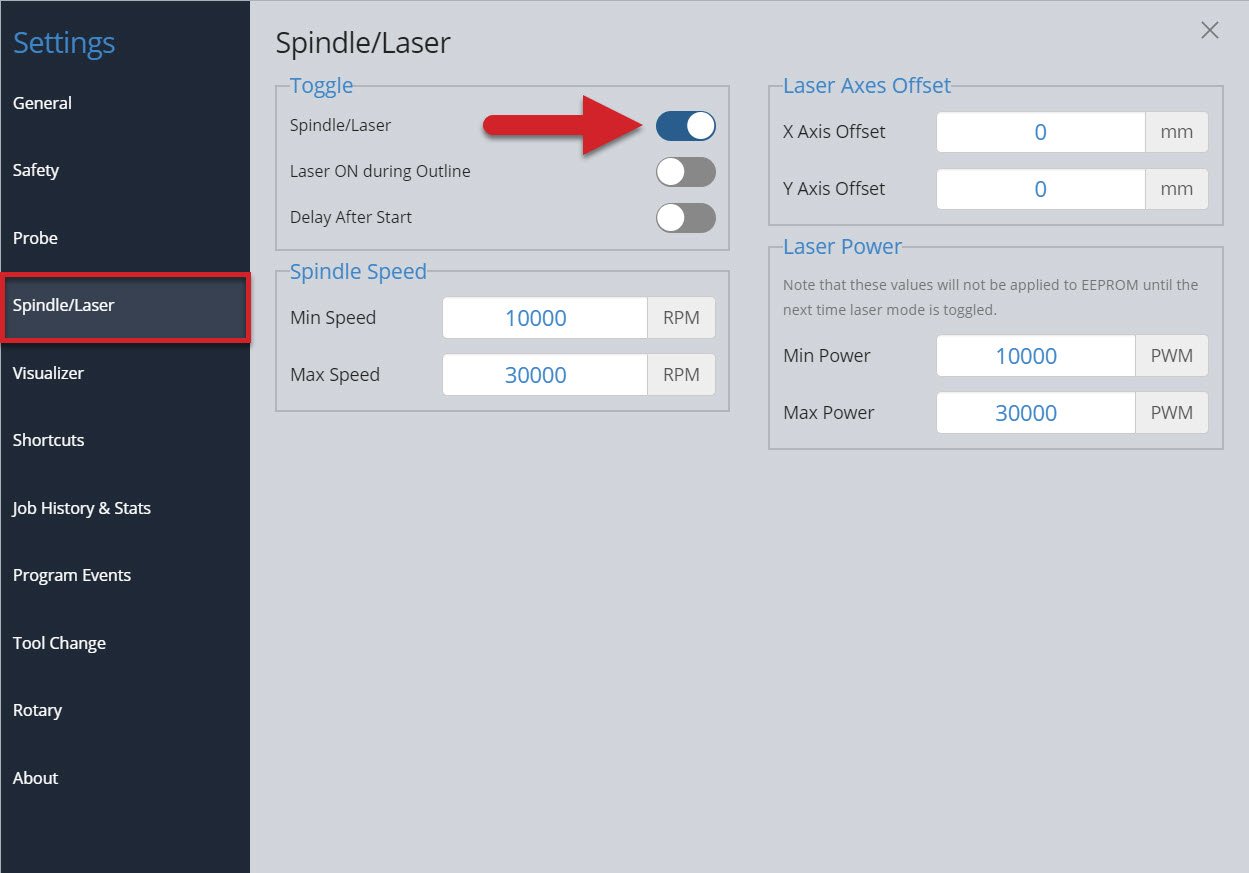 Settings
General
Safety
Probe
Spindle/Laser
Visualizer
Shortcuts
Job History & Stats
Program Events
Tool Change
Rotary
About
Spindle/Laser
Toggle
Spindle/Laser
Laser ON during Outline
Delay After Start
Spindle Speed
Min Speed 10000 RPM
Max Speed 30000 RPM
Laser Axes Offset
X Axis Offset 0 mm
Y Axis Offset 0 mm
Laser Power
Note that these values will not be applied to EEPROM until the
next time laser mode is toggled.
Min Power 10000 PWM
Max Power 30000 PWM